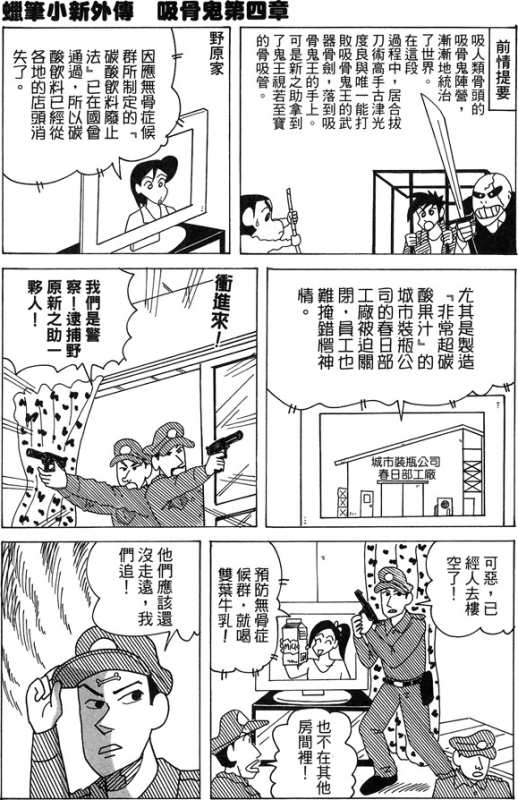 蠟筆小新外傳　吸骨鬼第四章
前情提要
吸人類骨頭的
吸骨鬼陣營，
漸漸地統治
了世界。
在這段
過程中，居合拔
刀術高手古津光
度良與唯一能打
敗吸骨鬼王的武
器骨劍，落到吸
骨鬼王的手上。
可是新之助拿到
了鬼王視若至寶
的骨吸管。
野原家
因應無骨症候
群所制定的『
碳酸飲料廢止
法』已在國會
通過，所以碳
酸飲料已經從
各地的店頭消
失了。
尤其是製造
『非常超碳
酸果汁』的
城市裝瓶公
司的春日部
工廠被迫關
閉，員工也
難掩錯愕神
情。
城市裝瓶公司
春日部工廠
衝進來！
我們是警
察！逮捕野
原新之助一
夥人！
可惡，已
經人去樓
空了！
預防無骨症
候群，就喝
雙葉牛乳！
也不在其他
房間裡！
他們應該還
沒走遠，我
們追！